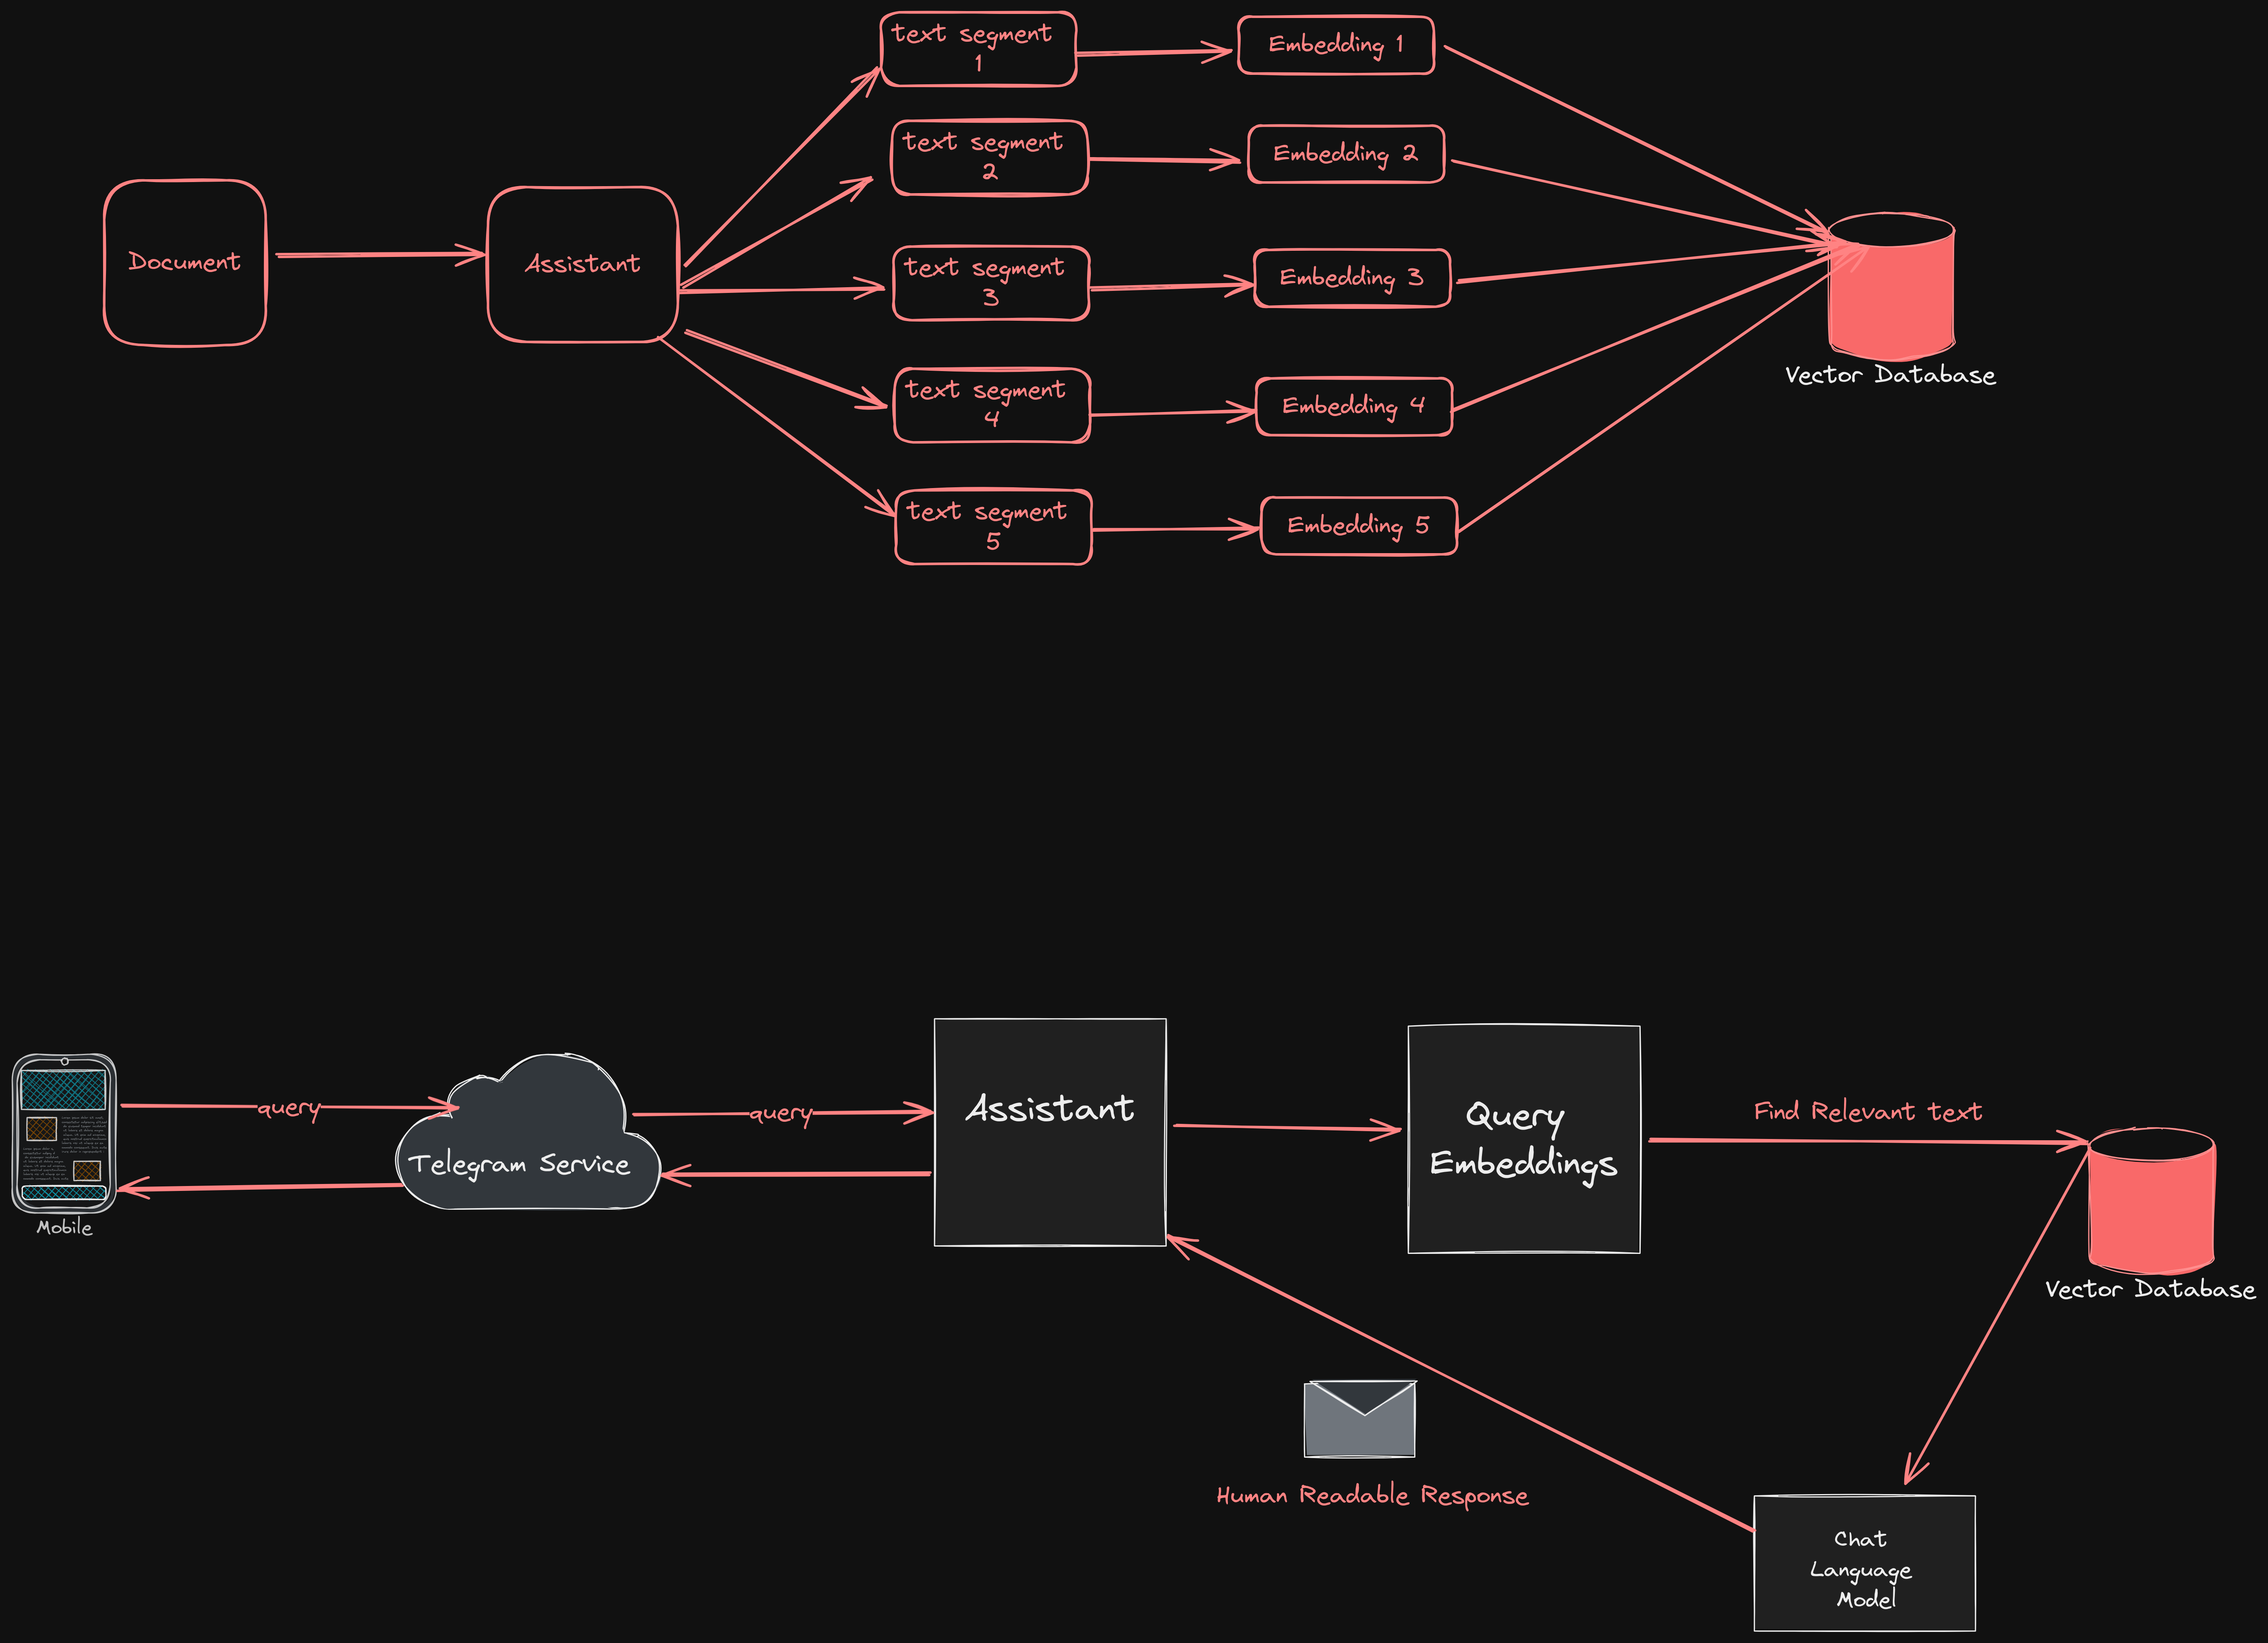 text segment
1
Embedding 1
text segment
2
Embedding 2
Document
Assistant
text segment
3
Embedding 3
Vector Database
text segment
4
Embedding 4
text segment
5
Embedding 5
query
Telegram Service
query
Assistant
Query
Embeddings
Find Relevant text
Mobile
Vector Database
Human Readable Response
Chat
Language
Model